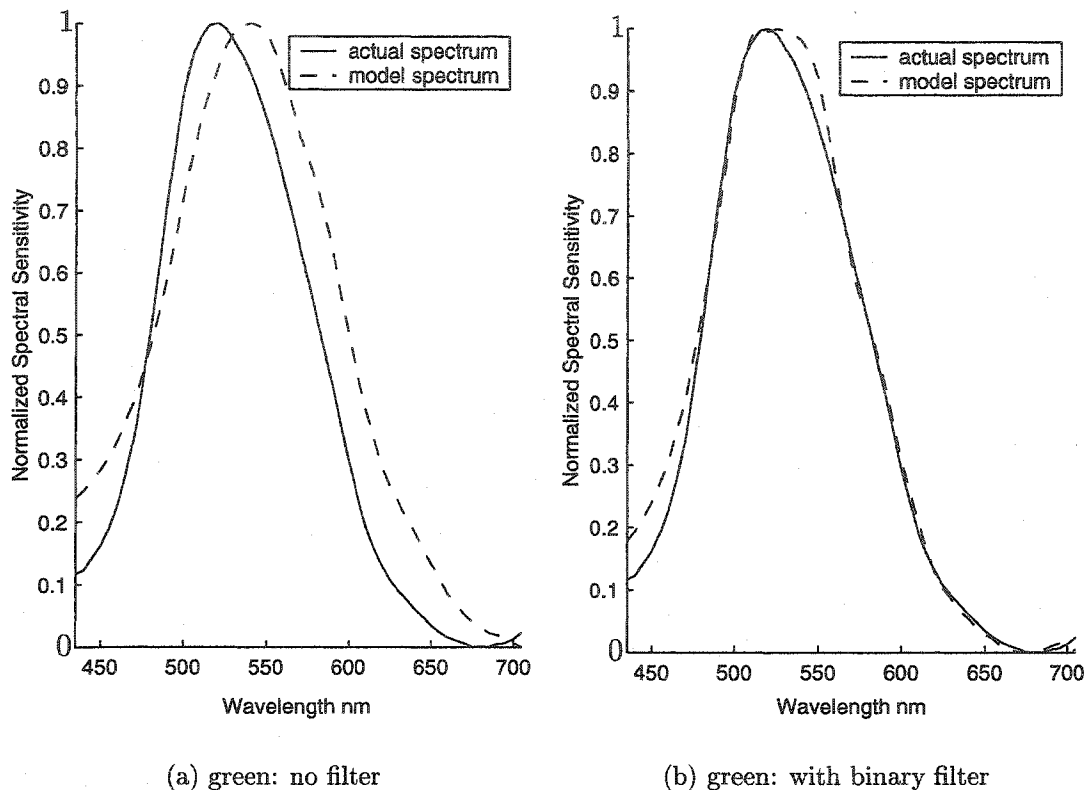 1
0.9
0.8
0.7
0.6
0.5
0.4
0.3
0.2
0.1
0
450 500 550 600 650 700
Normalized Spectral Sensitivity
Wavelength nm
actual spectrum
model spectrum
(a) green: no filter
1
0.9
0.8
0.7
0.6
0.5
0.4
0.3
0.2
0.1
0
450 500 550 600 650 700
Normalized Spectral Sensitivity
Wavelength nm
actual spectrum
model spectrum
(b) green: with binary filter